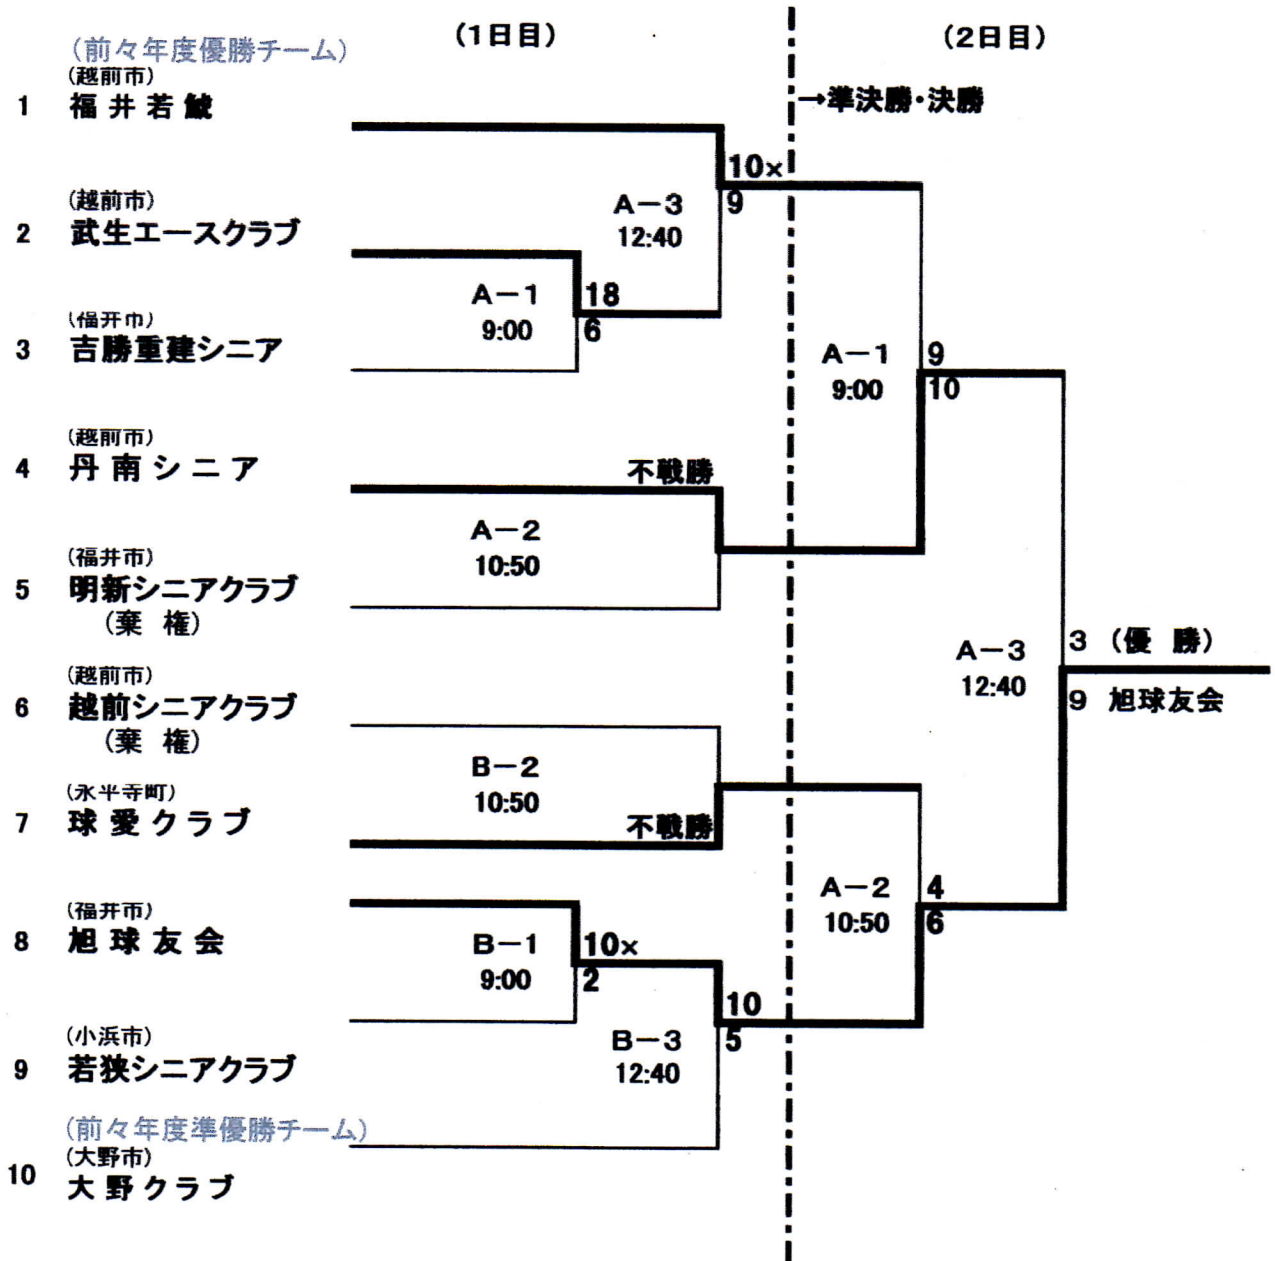 (1日目)
(2日目)
(前々年度優勝チーム)
(越前市)
1 福井若鯱
→準決勝・決勝
10×
9
(越前市)
2 武生エースクラブ
A-3
12:40
A-1
9:00
18
6
(福井市)
3 吉勝重建シニア
A-1
9:00
9
10
(越前市)
4 丹南シニア
不戦勝
A-2
10:50
(福井市)
5 明新シニアクラブ
(棄 権)
A-3
12:40
3 (優 勝)
9 旭球友会
(越前市)
6 越前シニアクラブ
(棄 権)
B-2
10:50
(永平寺町)
7 球愛クラブ
不戦勝
A-2
10:50
4
6
(福井市)
8 旭球友会
B-1
9:00
10×
2
10
5
(小浜市)
9 若狭シニアクラブ
B-3
12:40
(前々年度準優勝チーム)
(大野市)
10 大野クラブ